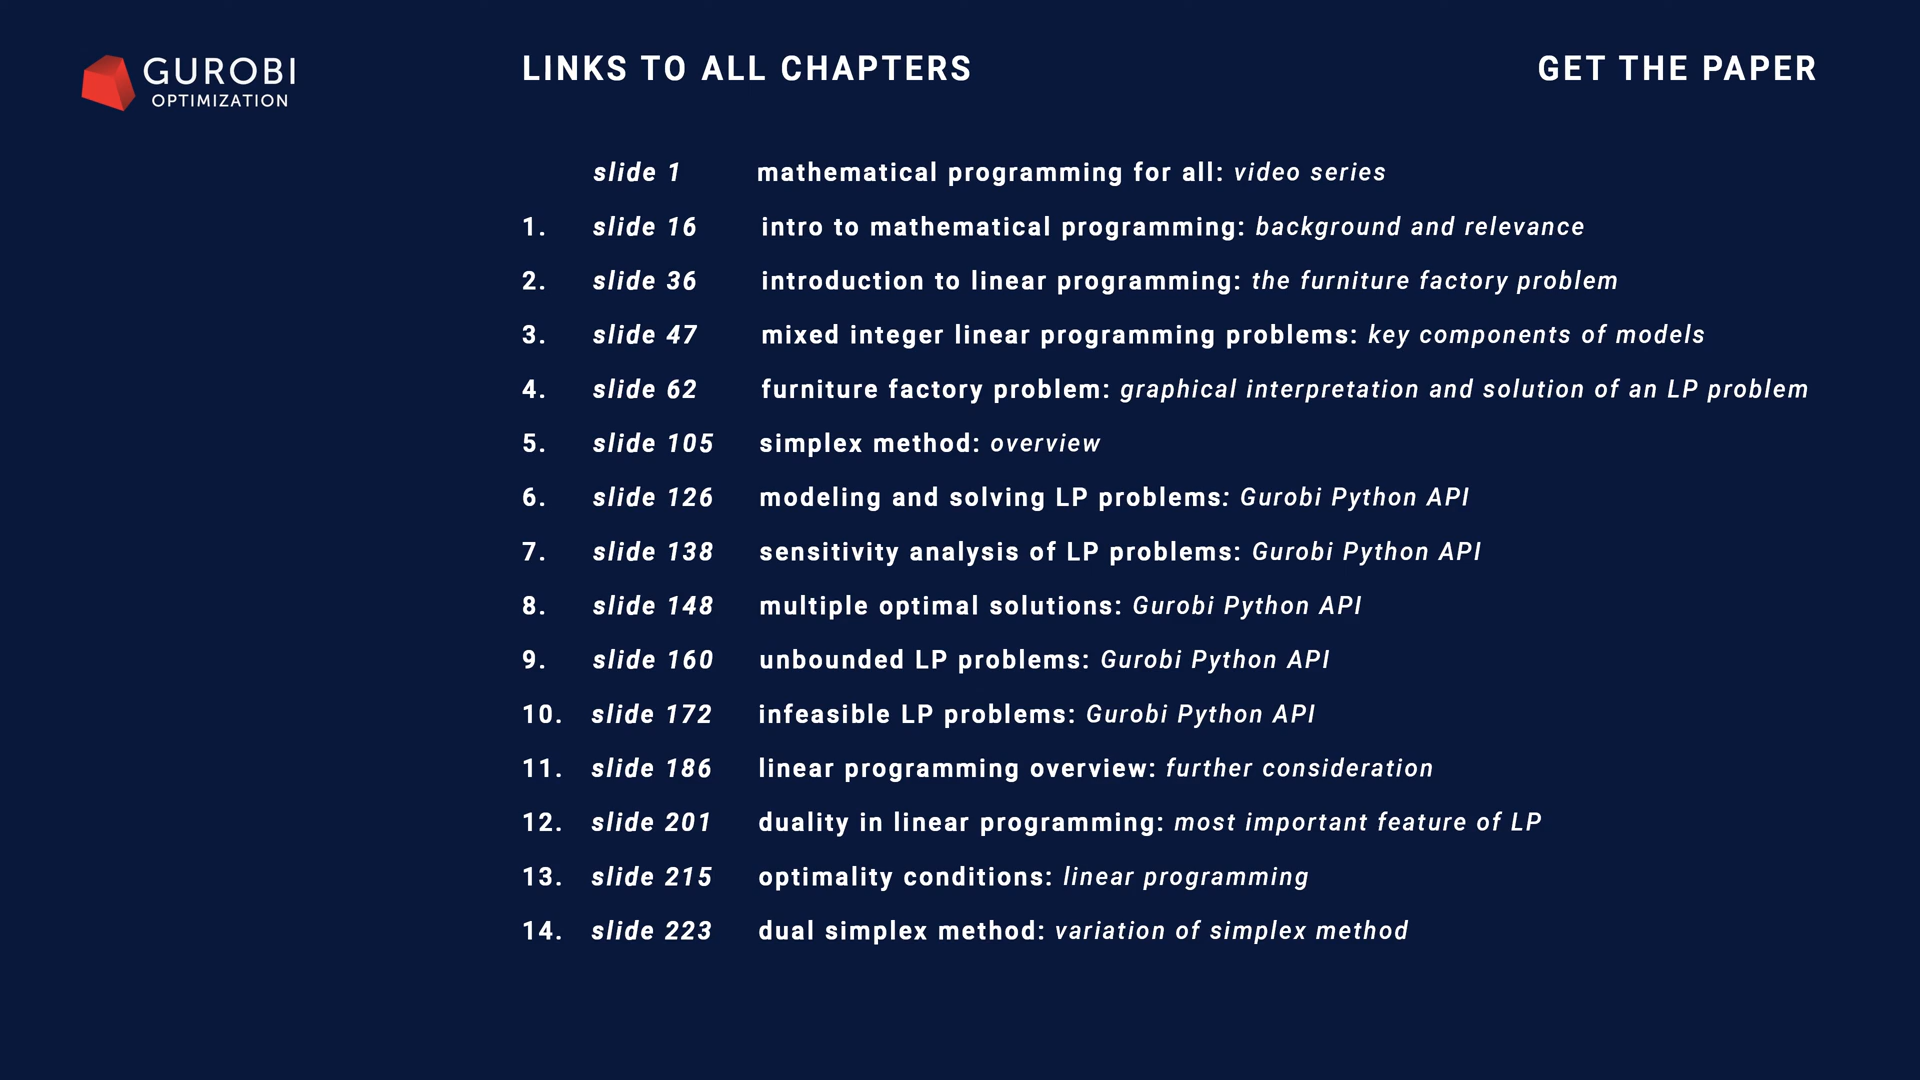 GUROBI
OPTIMIZATION
LINKS TO ALL CHAPTERS
GET THE PAPER
slide 1 mathematical programming for all: video series
1. slide 16 intro to mathematical programming: background and relevance
2. slide 36 introduction to linear programming: the furniture factory problem
3. slide 47 mixed integer linear programming problems: key components of models
4. slide 62 furniture factory problem: graphical interpretation and solution of an LP problem
5. slide 105 simplex method: overview
6. slide 126 modeling and solving LP problems: Gurobi Python API
7. slide 138 sensitivity analysis of LP problems: Gurobi Python API
8. slide 148 multiple optimal solutions: Gurobi Python API
9. slide 160 unbounded LP problems: Gurobi Python API
10. slide 172 infeasible LP problems: Gurobi Python API
11. slide 186 linear programming overview: further consideration
12. slide 201 duality in linear programming: most important feature of LP
13. slide 215 optimality conditions: linear programming
14. slide 223 dual simplex method: variation of simplex method